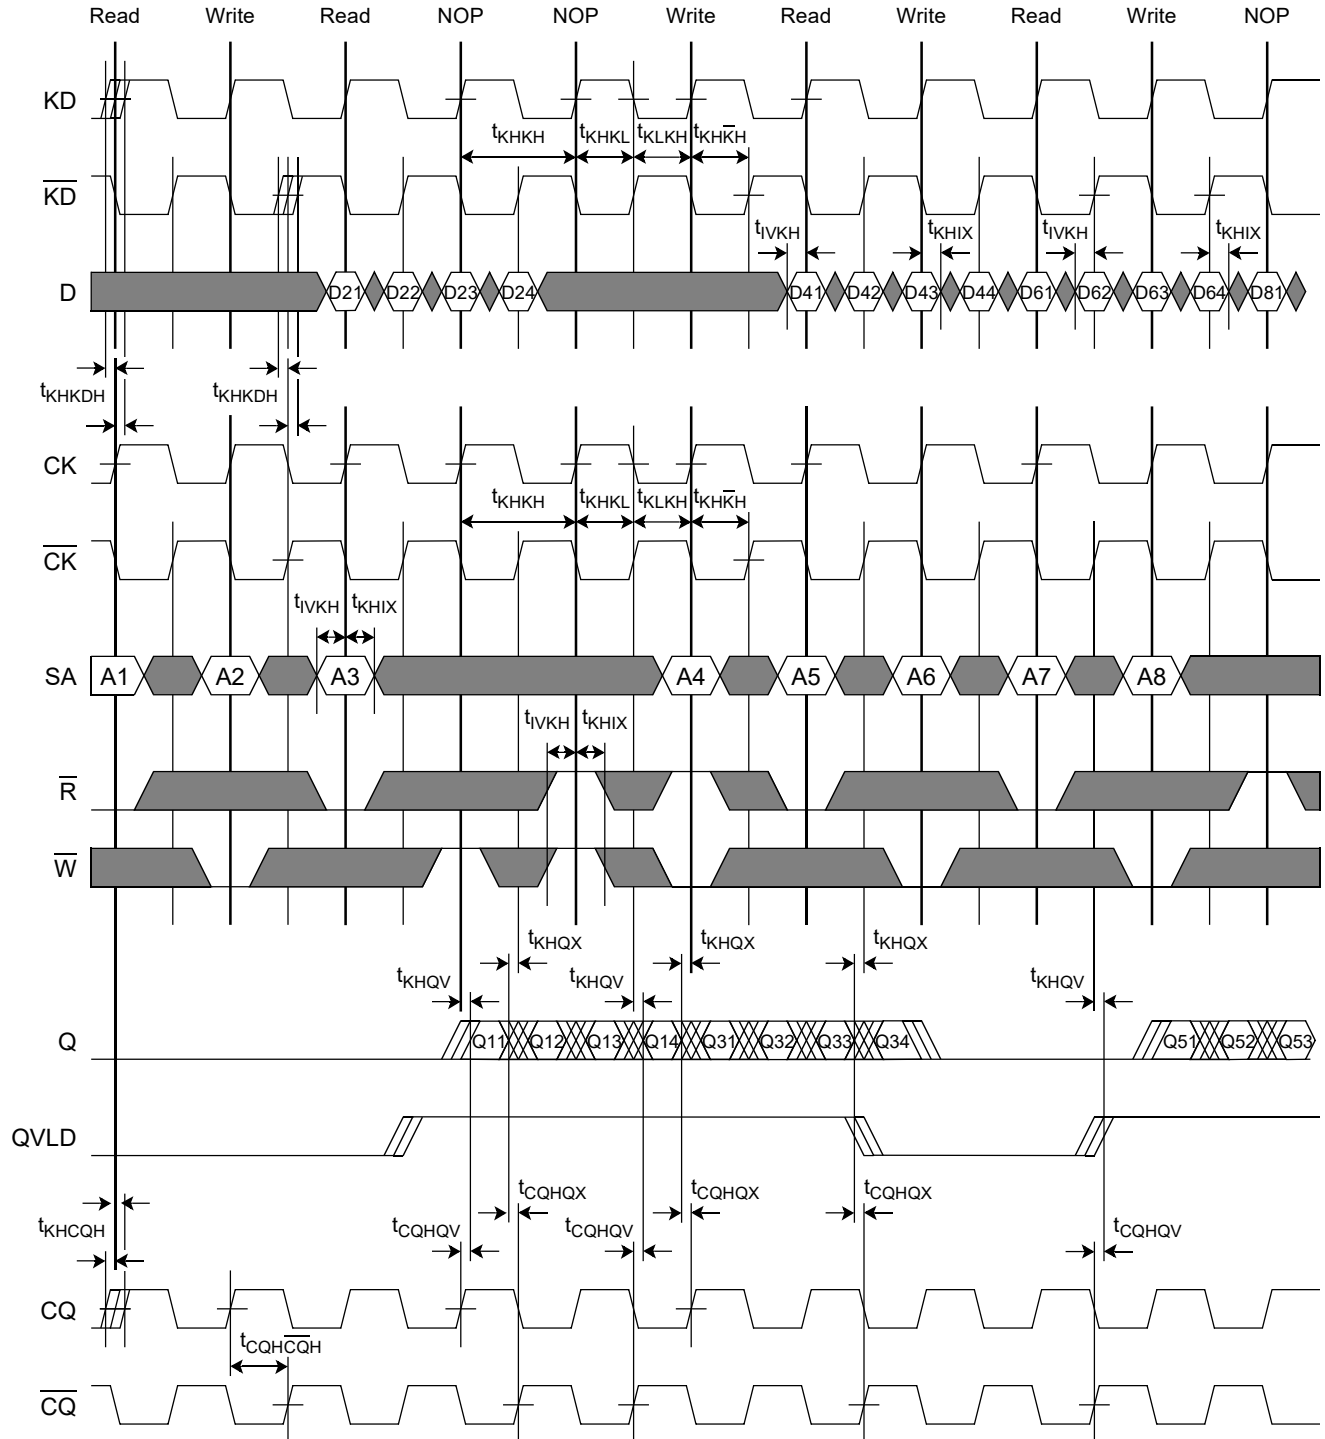 Read Write Read NOP NOP Write Read Write Read Write NOP
KD
tKHKH tKHKL tKLKH tKHK̅H
K̅D̅
tIVKH tKHIX tIVKH tKHIX
D D21 D22 D23 D24 D41 D42 D43 D44 D61 D62 D63 D64 D81
tKHKDH tKHKDH
CK
tKHKH tKHKL tKLKH tKHK̅H
C̅K̅
tIVKH tKHIX
SA A1 A2 A3 A4 A5 A6 A7 A8
tIVKH tKHIX
R̅
W̅
tKHQX tKHQX tKHQX
tKHQV tKHQV tKHQV
Q Q11 Q12 Q13 Q14 Q31 Q32 Q33 Q34 Q51 Q52 Q53
QVLD
tCQHQX tCQHQX tCQHQX
tKHCQH tCQHQV tCQHQV tCQHQV
CQ
tCQHC̅Q̅H
C̅Q̅